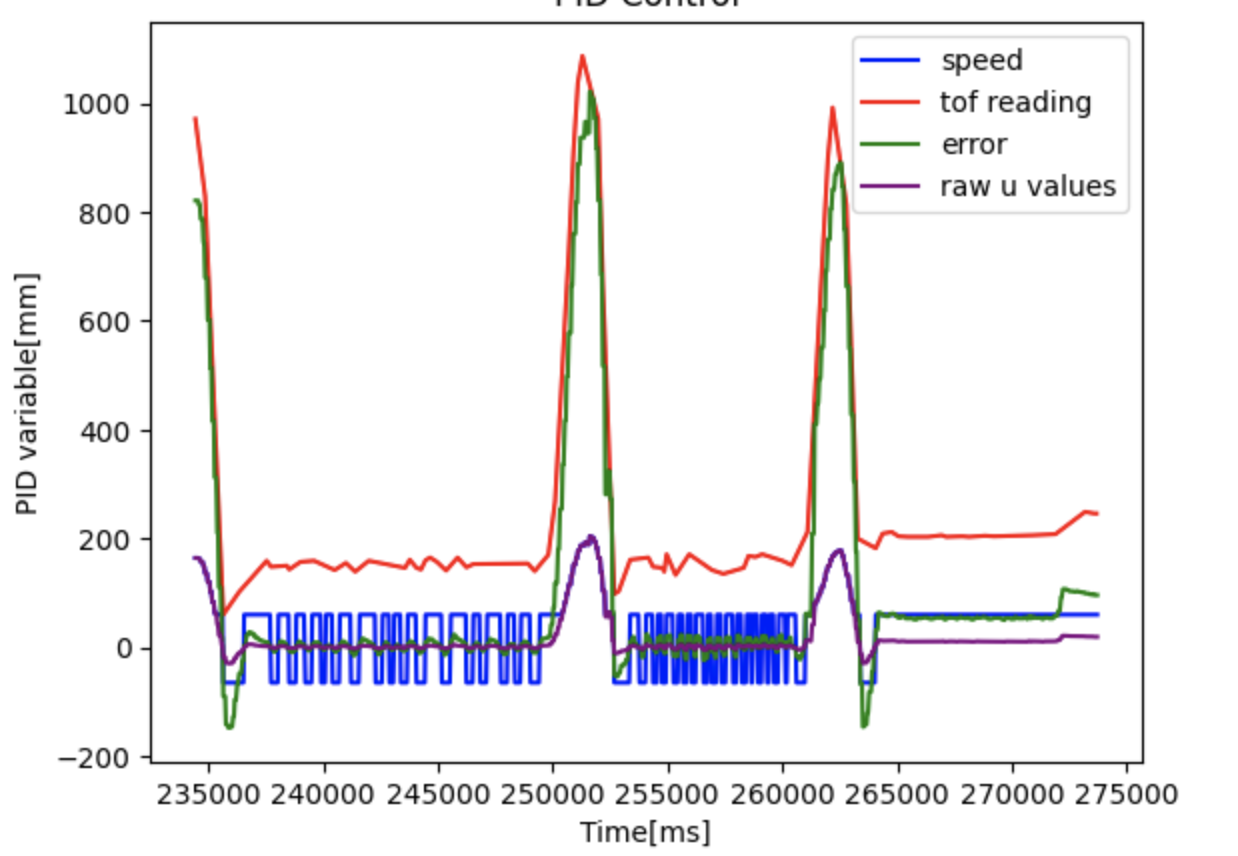 PID Control
speed
tof reading
error
raw u values
1000
800
600
400
200
0
−200
PID variable[mm]
235000 240000 245000 250000 255000 260000 265000 270000 275000
Time[ms]